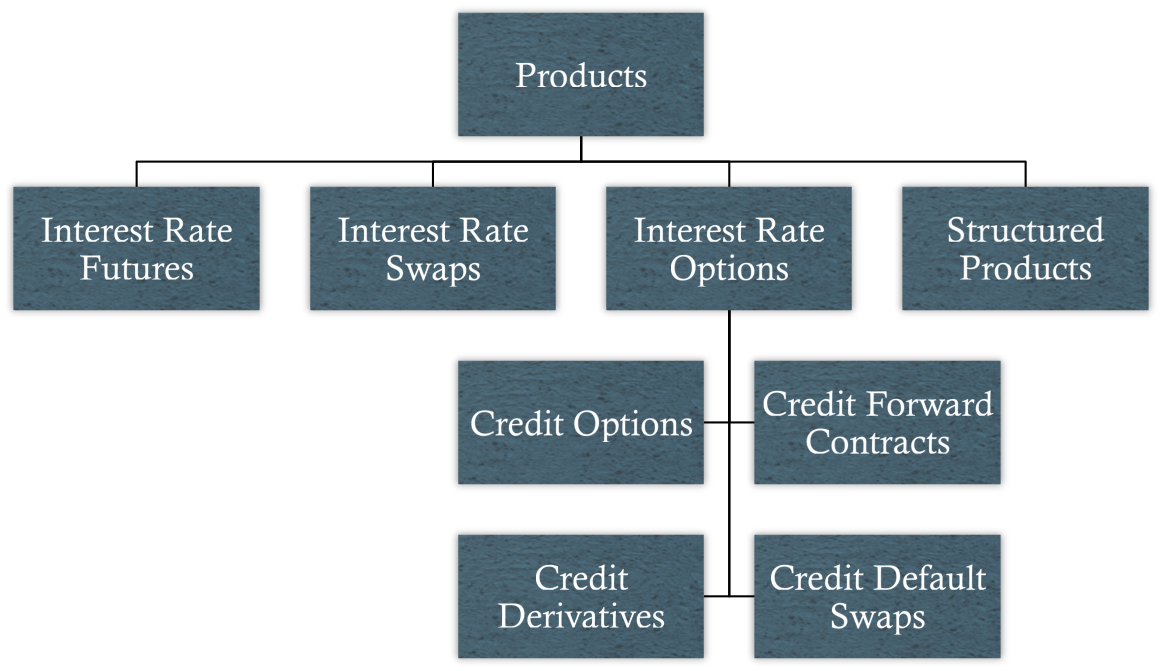 Products
Interest Rate
Futures
Interest Rate
Swaps
Interest Rate
Options
Structured
Products
Credit Options
Credit Forward
Contracts
Credit
Derivatives
Credit Default
Swaps